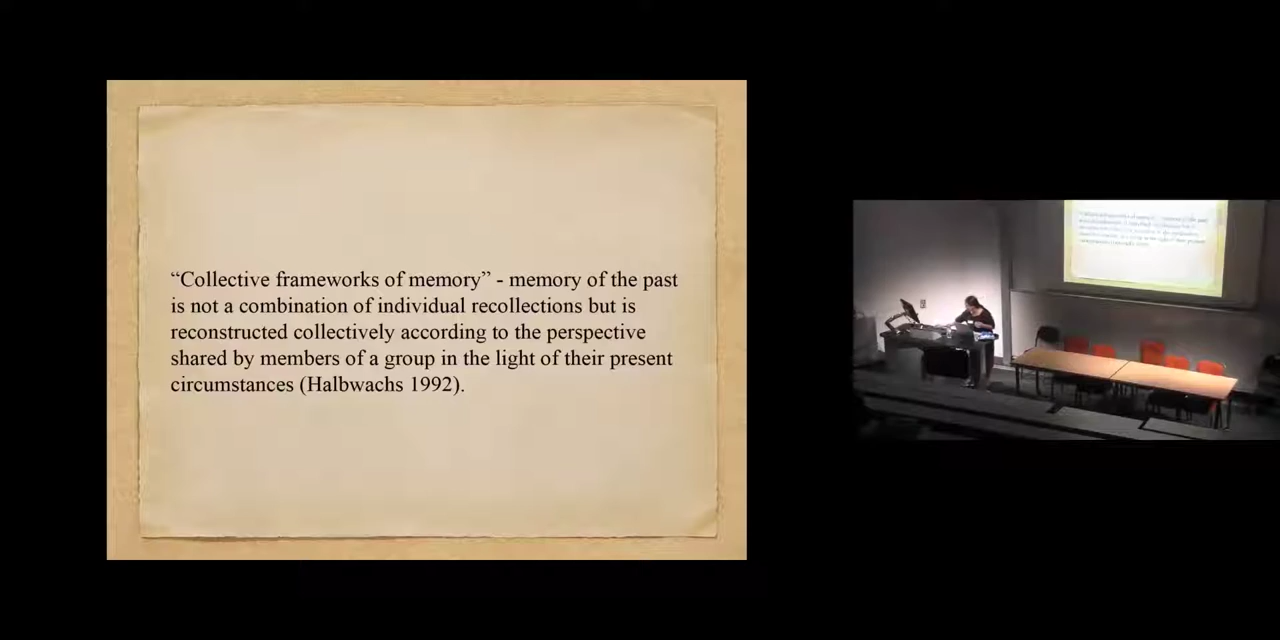 “Collective frameworks of memory” - memory of the past
is not a combination of individual recollections but is
reconstructed collectively according to the perspective
shared by members of a group in the light of their present
circumstances (Halbwachs 1992).